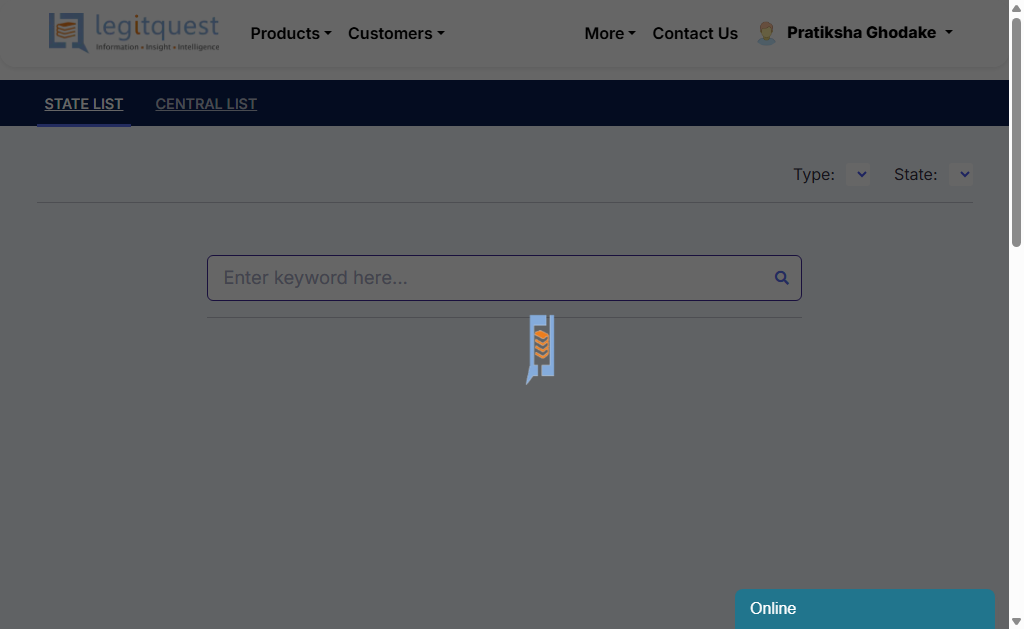 legitquest
Information • Insight • Intelligence
Products
Customers
More
Contact Us
Pratiksha Ghodake
STATE LIST
CENTRAL LIST
Type:
State:
Enter keyword here...
Online